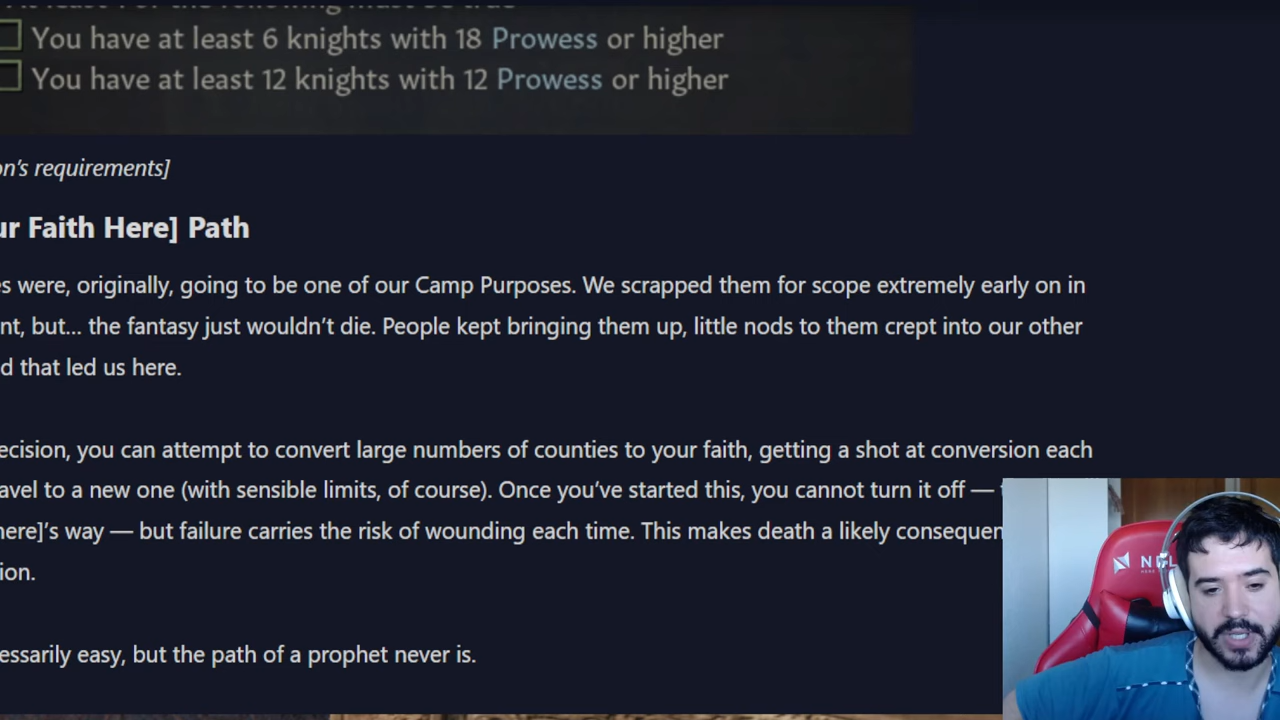 You have at least 6 knights with 18 Prowess or higher
You have at least 12 knights with 12 Prowess or higher
on's requirements]
ur Faith Here] Path
s were, originally, going to be one of our Camp Purposes. We scrapped them for scope extremely early on in
nt, but... the fantasy just wouldn't die. People kept bringing them up, little nods to them crept into our other
d that led us here.
ecision, you can attempt to convert large numbers of counties to your faith, getting a shot at conversion each
avel to a new one (with sensible limits, of course). Once you've started this, you cannot turn it off —
here]'s way — but failure carries the risk of wounding each time. This makes death a likely consequen
ion.
essarily easy, but the path of a prophet never is.